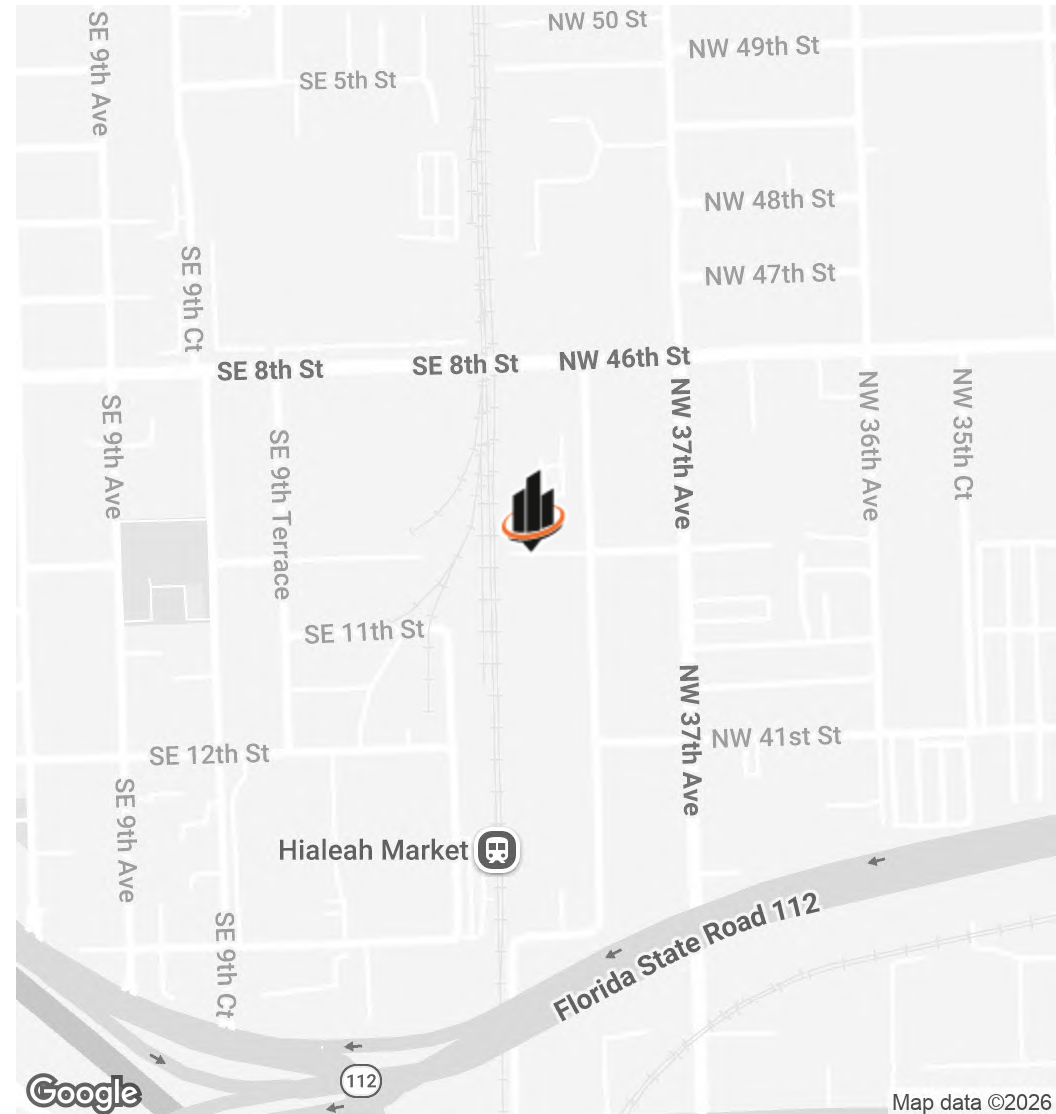 NW 50 St
NW 49th St
SE 9th Ave
SE 5th St
NW 48th St
SE 9th Ct
NW 47th St
SE 8th St
SE 8th St
NW 46th St
SE 9th Ave
SE 9th Terrace
NW 37th Ave
NW 36th Ave
NW 35th Ct
SE 11th St
NW 37th Ave
NW 41st St
SE 12th St
SE 9th Ave
Hialeah Market
SE 9th Ct
Florida State Road 112
112
Google
Map data ©2026